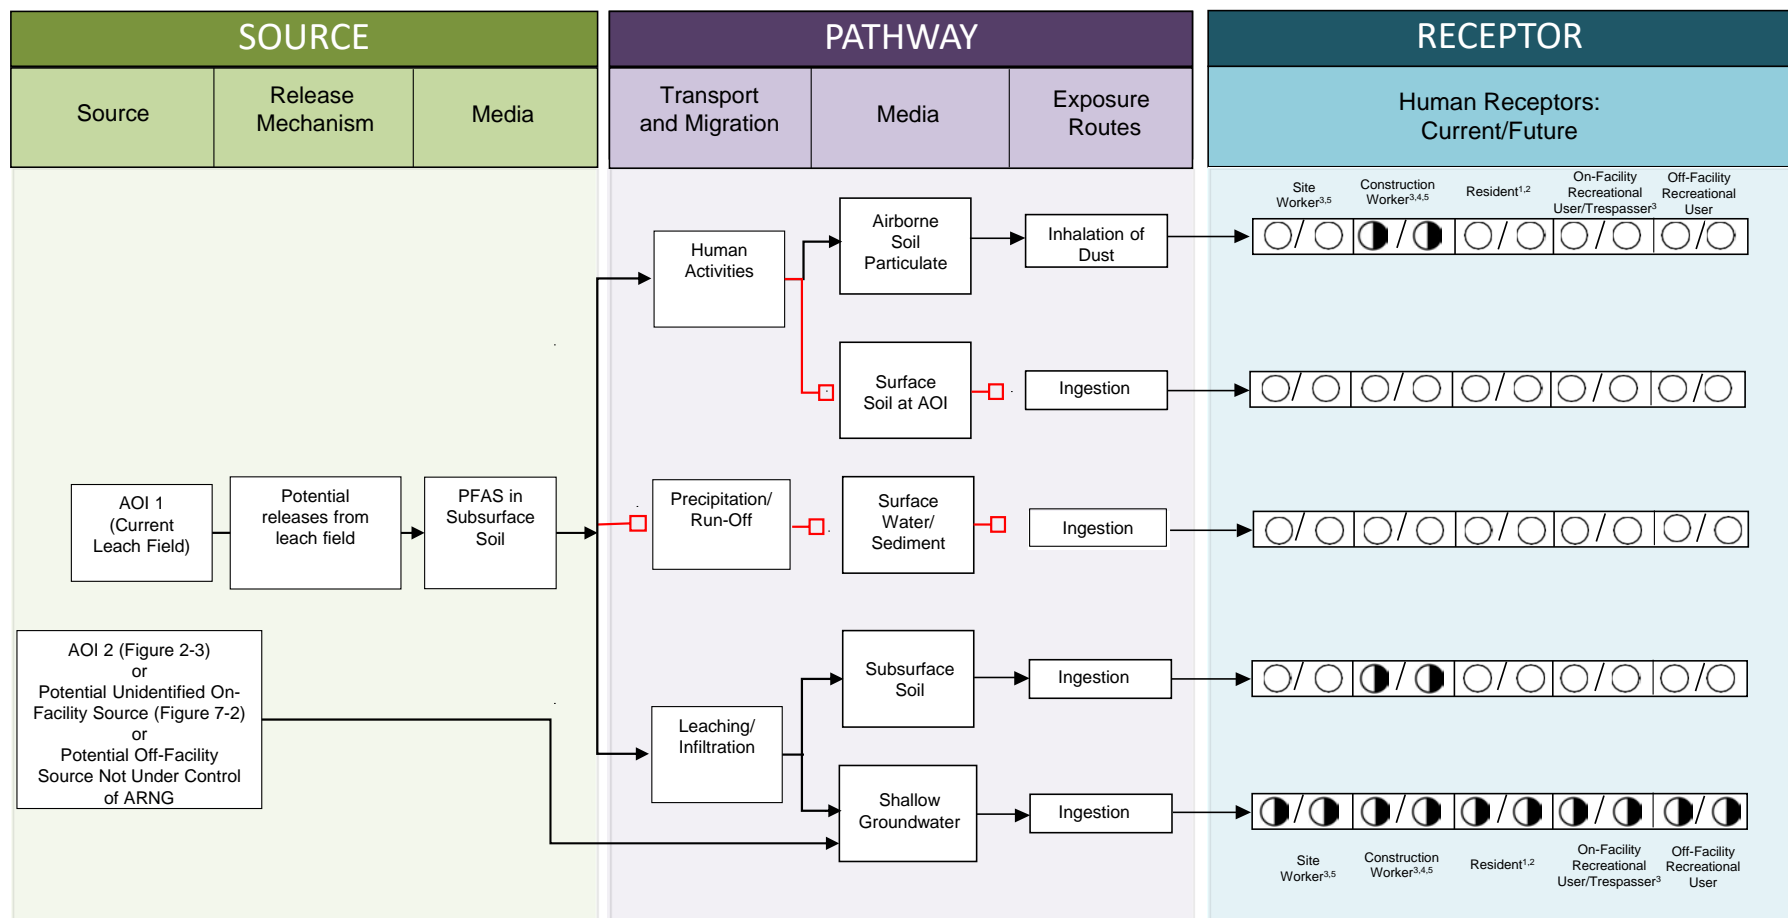 SOURCE
PATHWAY
RECEPTOR
Source
Release
Mechanism
Media
Transport
and Migration
Media
Exposure
Routes
Human Receptors:
Current/Future
Site
Worker3,5
Construction
Worker3,4,5
Resident1,2
On-Facility
Recreational
User/Trespasser3
Off-Facility
Recreational
User
Human
Activities
Airborne
Soil
Particulate
Inhalation of
Dust
/ / / / /
Surface
Soil at AOI
Ingestion
/ / / / /
AOI 1
(Current
Leach Field)
Potential
releases from
leach field
PFAS in
Subsurface
Soil
Precipitation/
Run-Off
Surface
Water/
Sediment
Ingestion
/ / / / /
AOI 2 (Figure 2-3)
or
Potential Unidentified On-
Facility Source (Figure 7-2)
or
Potential Off-Facility
Source Not Under Control
of ARNG
Leaching/
Infiltration
Subsurface
Soil
Ingestion
/ / / / /
Shallow
Groundwater
Ingestion
/ / / / /
Site
Worker3,5
Construction
Worker3,4,5
Resident1,2
On-Facility
Recreational
User/Trespasser3
Off-Facility
Recreational
User